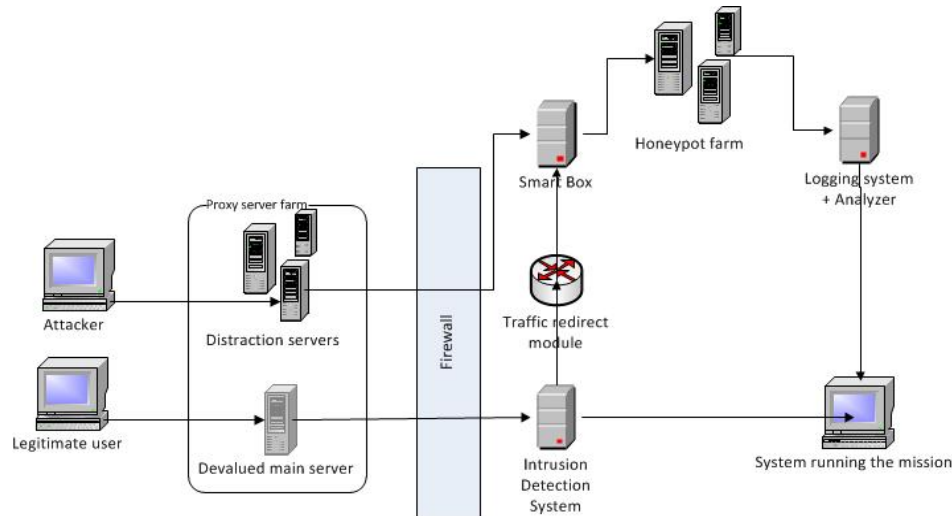 Honeypot farm
Smart Box
Logging system
+ Analyzer
Proxy server farm
Attacker
Distraction servers
Firewall
Traffic redirect
module
Legitimate user
Devalued main server
Intrusion
Detection
System
System running the mission